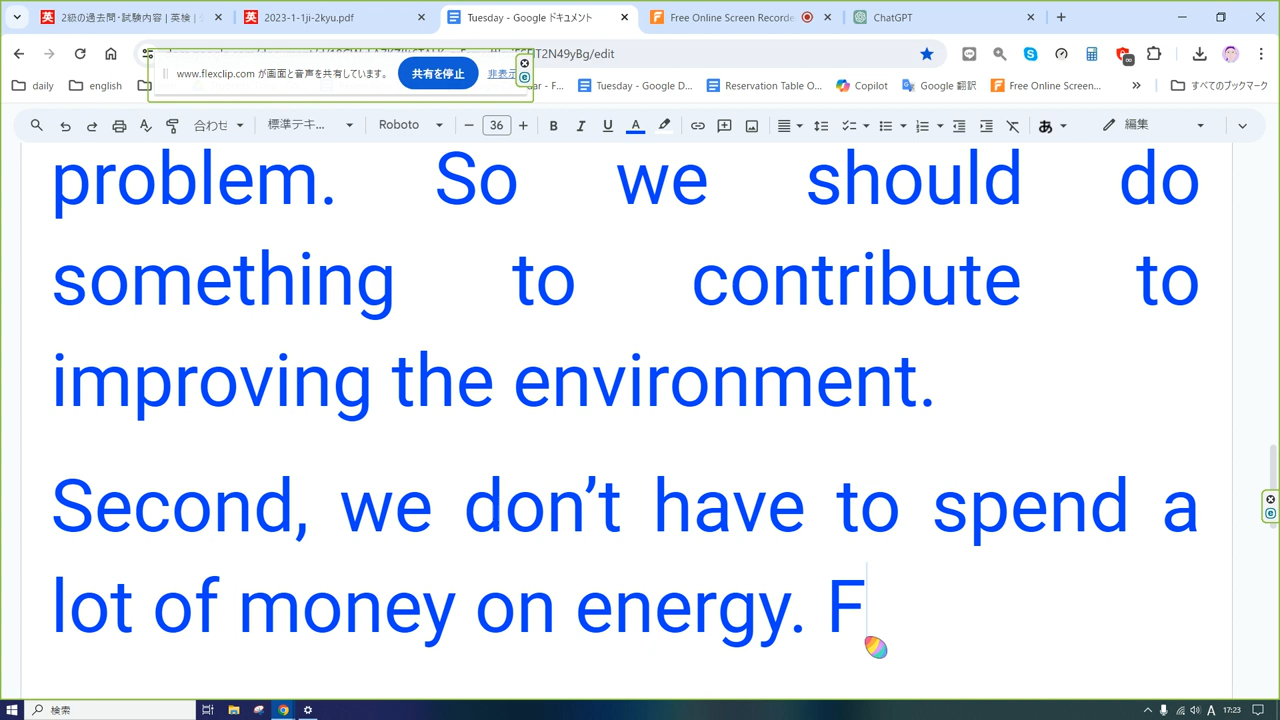 2級の過去問・試験内容 | 英
2023-1-1ji-2kyu.pdf
Tuesday - Google ドキュメント
Free Online Screen Recorde
ChatGPT
N49yBg/edit
www.flexclip.com が画面と音声を共有しています。
共有を停止
非表示
daily
english
Tuesday - Google D...
Reservation Table O...
Copilot
Google 翻訳
Free Online Screen...
すべてのブックマーク
合わせ
標準テキ...
Roboto
36
編集
problem. So we should do
something to contribute to
improving the environment.
Second, we don't have to spend a
lot of money on energy. F
検索
A
17:23